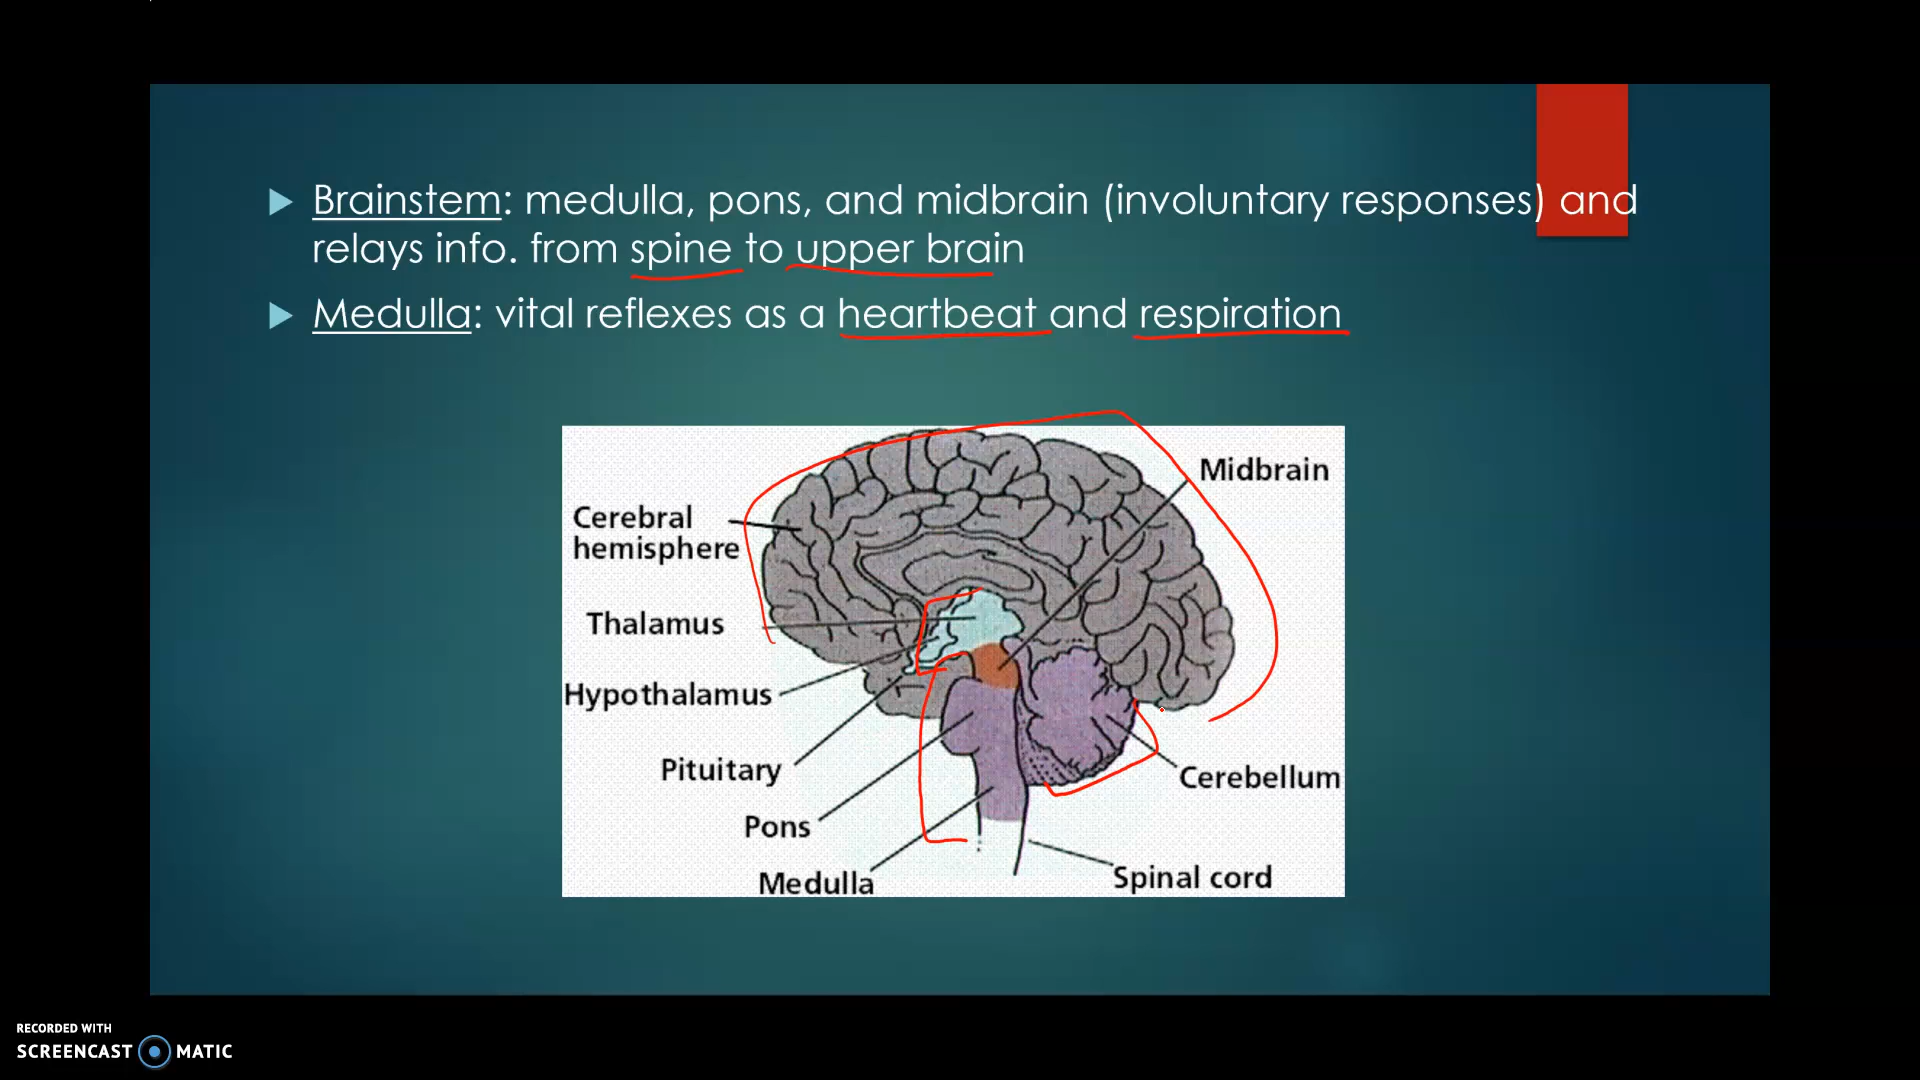 Brainstem: medulla, pons, and midbrain (involuntary responses) and
relays info. from spine to upper brain
Medulla: vital reflexes as a heartbeat and respiration
Midbrain
Cerebral
hemisphere
Thalamus
Hypothalamus
Pituitary
Cerebellum
Pons
Medulla
Spinal cord
RECORDED WITH
SCREENCAST MATIC